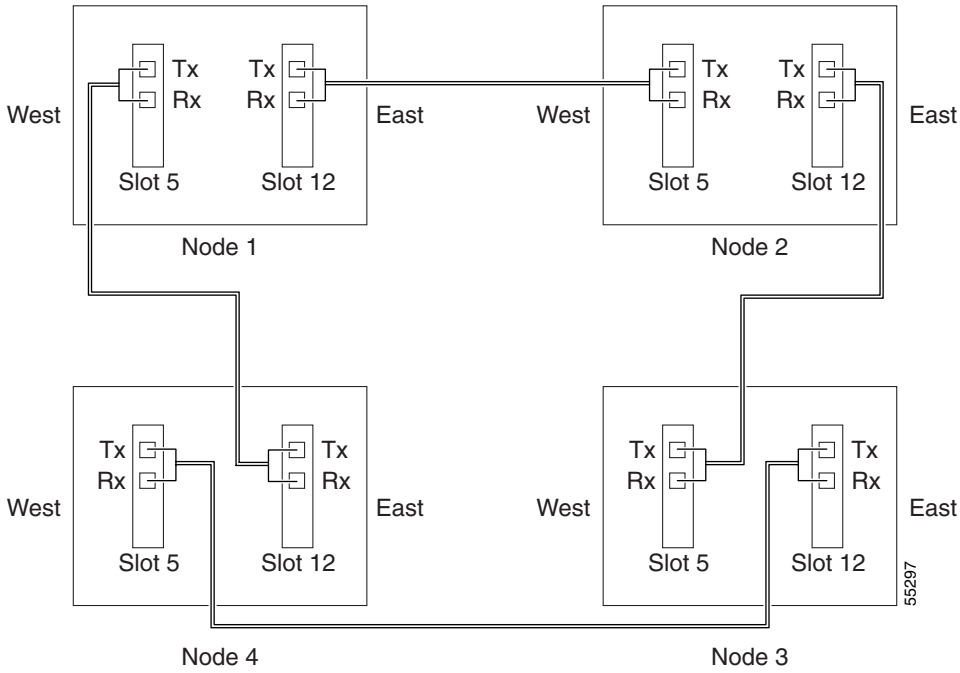 Tx
Rx
Tx
Rx
West
East
Slot 5
Slot 12
Node 1
Tx
Rx
Tx
Rx
West
East
Slot 5
Slot 12
Node 2
Tx
Rx
Tx
Rx
West
East
Slot 5
Slot 12
Node 4
Tx
Rx
Tx
Rx
West
East
Slot 5
Slot 12
55297
Node 3